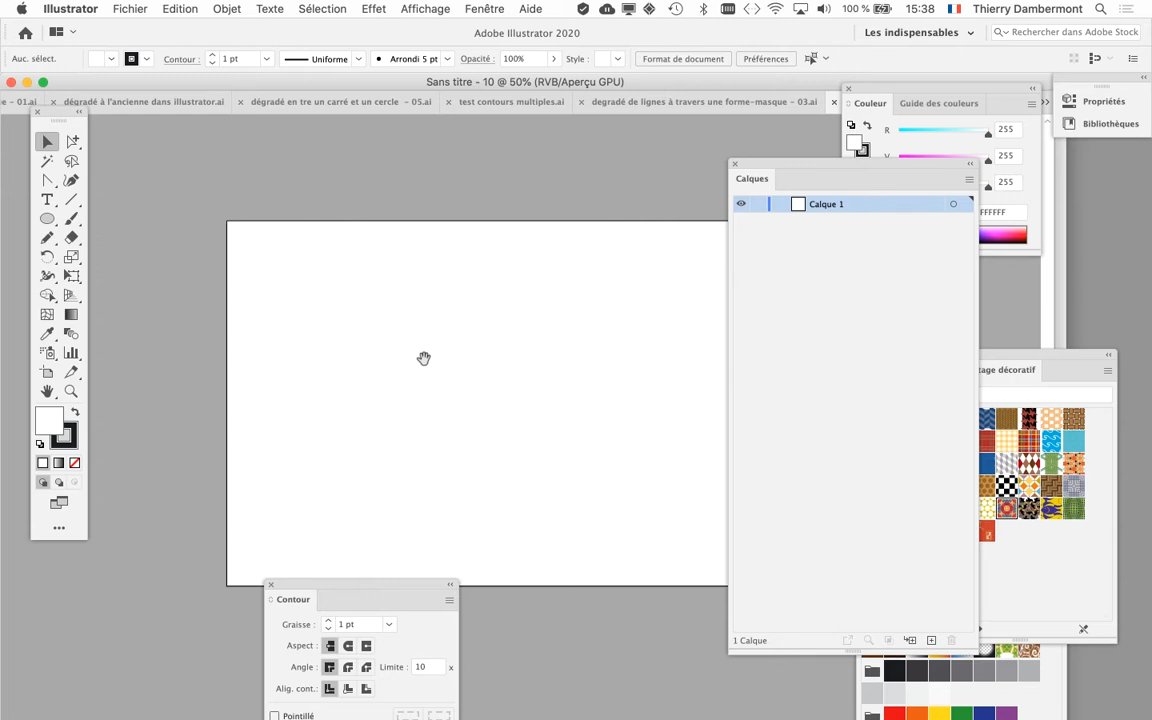 Illustrator Fichier Edition Objet Texte Sélection Effet Affichage Fenêtre Aide 100 % 15:38 Thierry Dambermont
Adobe Illustrator 2020 Les indispensables Rechercher dans Adobe Stock
Auc. sélect. Contour : 1 pt Uniforme Arrondi 5 pt Opacité : 100% Style : Format de document Préférences
Sans titre - 10 @ 50% (RVB/Aperçu GPU)
e – 01.ai dégradé à l'ancienne dans illustrator.ai dégradé en tre un carré et un cercle – 05.ai test contours multiples.ai dégradé de lignes à travers une forme-masque – 03.ai
Couleur Guide des couleurs
Propriétés
Bibliothèques
R 255
V 255
255
FFFFFF
Calques
Calque 1
1 Calque
tage décoratif
Contour
Graisse : 1 pt
Aspect :
Angle : Limite : 10 x
Alig. cont.:
Pointillé